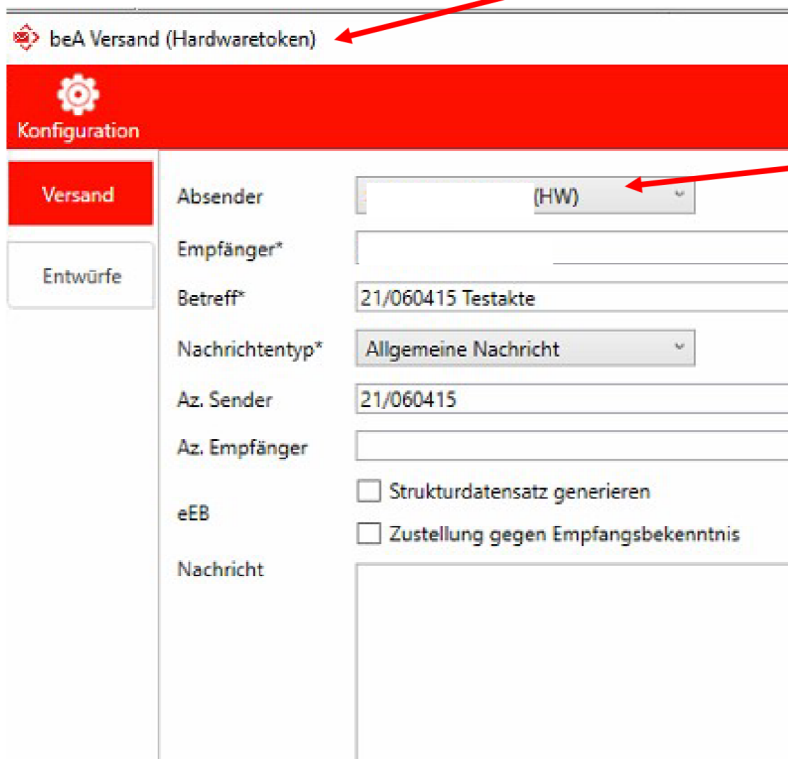 beA Versand (Hardwaretoken)
Konfiguration
Versand
Entwürfe
Absender (HW)
Empfänger*
Betreff* 21/060415 Testakte
Nachrichtentyp* Allgemeine Nachricht
Az. Sender 21/060415
Az. Empfänger
eEB
Strukturdatensatz generieren
Zustellung gegen Empfangsbekenntnis
Nachricht